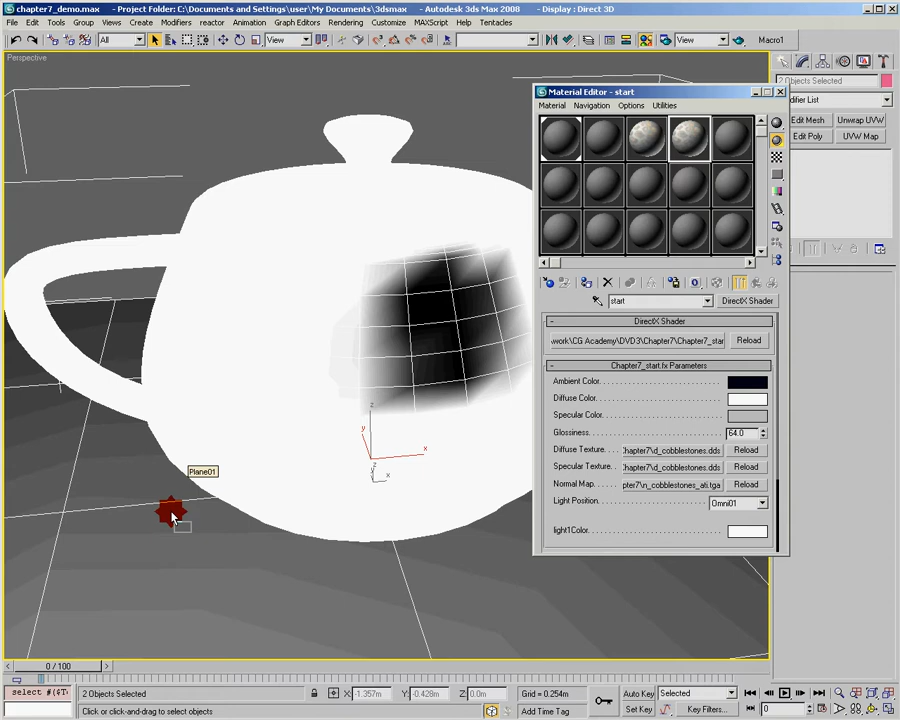 chapter7_demo.max - Project Folder: C:\Documents and Settings\user\My Documents\3dsmax - Autodesk 3ds Max 2008 - Display : Direct 3D
File Edit Tools Group Views Create Modifiers reactor Animation Graph Editors Rendering Customize MAXScript Help Tentacles
All View View Macro1
Perspective
2 Objects Selected
difier List
Edit Mesh Unwrap UVW
Edit Poly UVW Map
Material Editor - start
Material Navigation Options Utilities
start DirectX Shader
- DirectX Shader
.work\CG Academy\DVD3\Chapter7\Chapter7_star Reload
- Chapter7_start.fx Parameters
Ambient Color
Diffuse Color
Specular Color
Glossiness 64.0
Diffuse Texture :hapter7\d_cobblestones.dds Reload
Specular Texture :hapter7\d_cobblestones.dds Reload
Normal Map pter7\n_cobblestones_ati.tga Reload
Light Position Omni01
light1Color
z
y
x
z
x
Plane01
0 / 100
select #($T
2 Objects Selected X: -1.357m Y: -0.428m Z: 0.0m Grid = 0.254m Auto Key Selected
Click or click-and-drag to select objects Add Time Tag Set Key Key Filters... 0